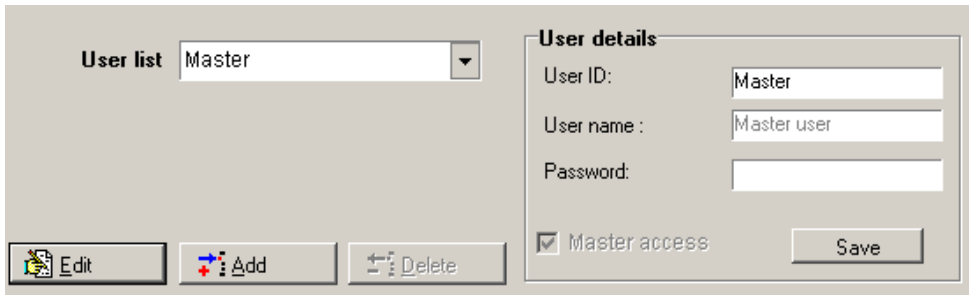 User list Master
User details
User ID: Master
User name : Master user
Password:
Master access Save
Edit Add Delete